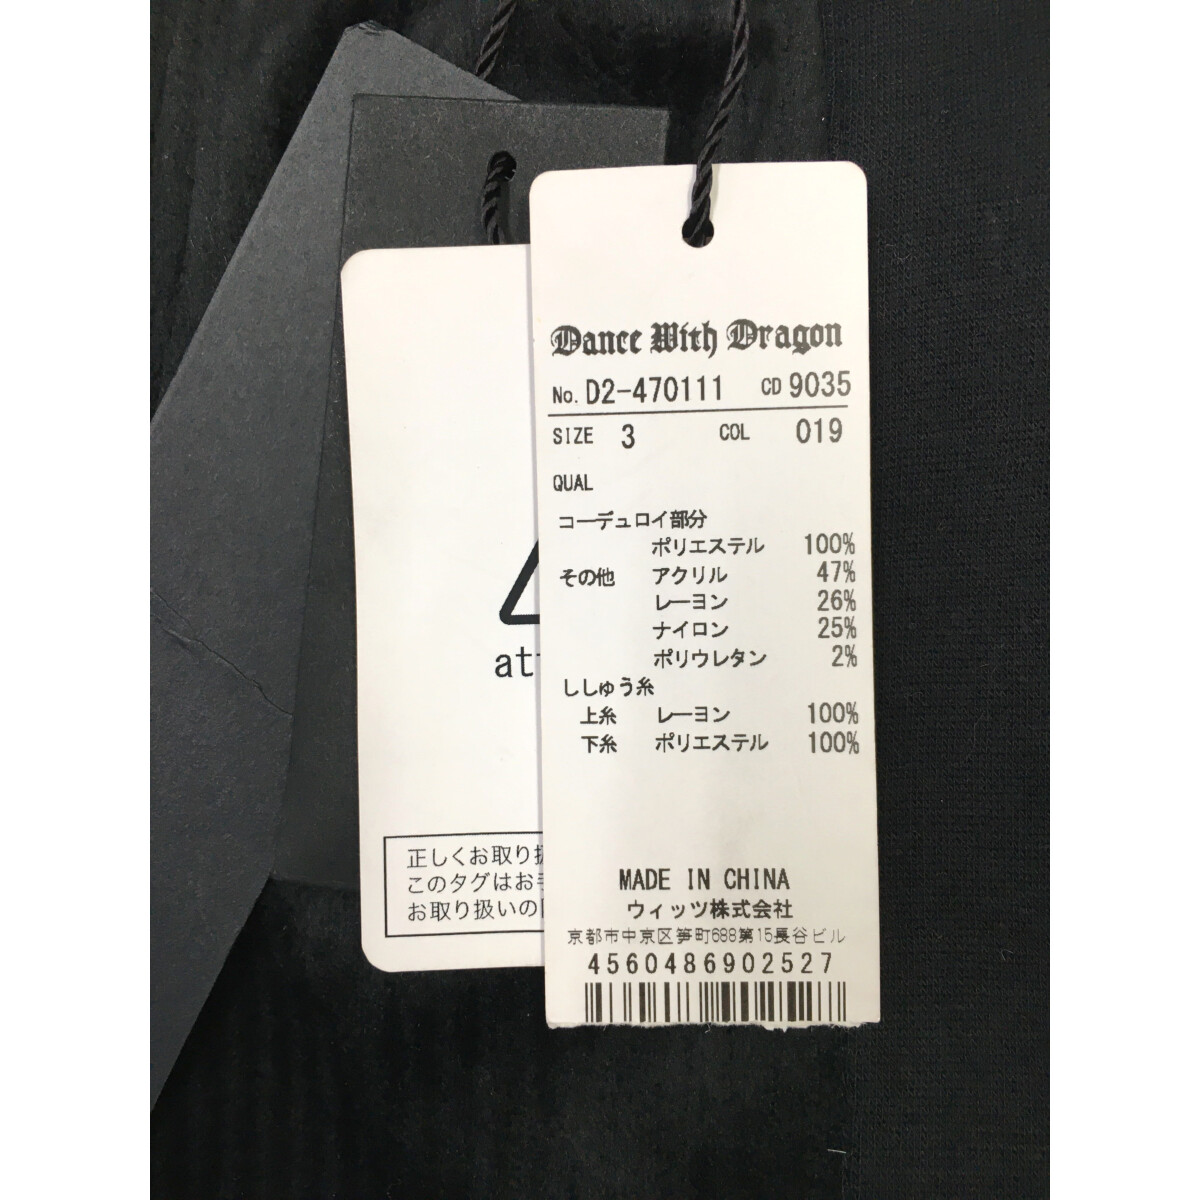 Dance With Dragon
No. D2-470111 CD 9035
SIZE 3 COL 019
QUAL
コーデュロイ部分
ポリエステル 100%
その他 アクリル 47%
レーヨン 26%
ナイロン 25%
ポリウレタン 2%
ししゅう糸
上糸 レーヨン 100%
下糸 ポリエステル 100%
MADE IN CHINA
ウィッツ株式会社
京都市中京区笋町688第15長谷ビル
4560486902527
正しくお取り扱
このタグはお手
お取り扱いの